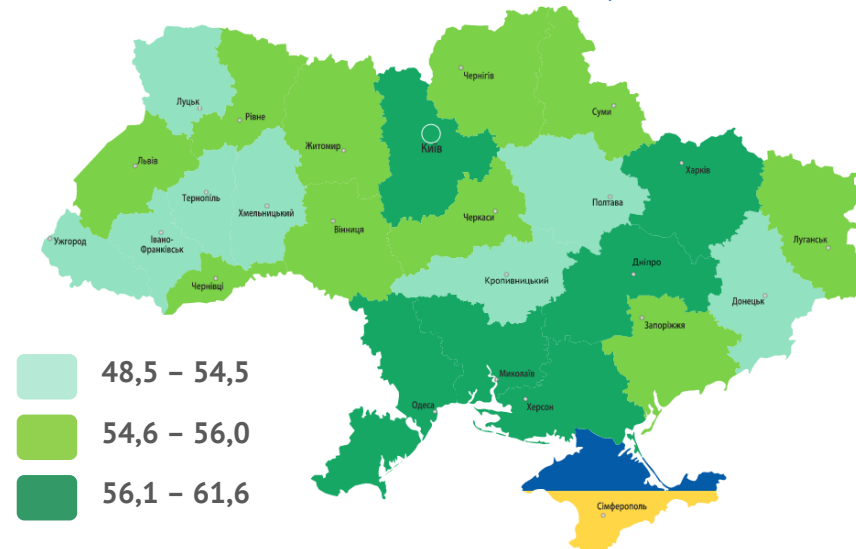 Чернігів
Луцьк
Суми
Рівне
Житомир
Київ
Львів
Харків
Тернопіль
Хмельницький
Полтава
Черкаси
Вінниця
Ужгород
Івано-
Франківськ
Луганськ
Дніпро
Чернівці
Кропивницький
Донецьк
Запоріжжя
48,5 – 54,5
Миколаїв
Одеса
Херсон
54,6 – 56,0
56,1 – 61,6
Сімферополь